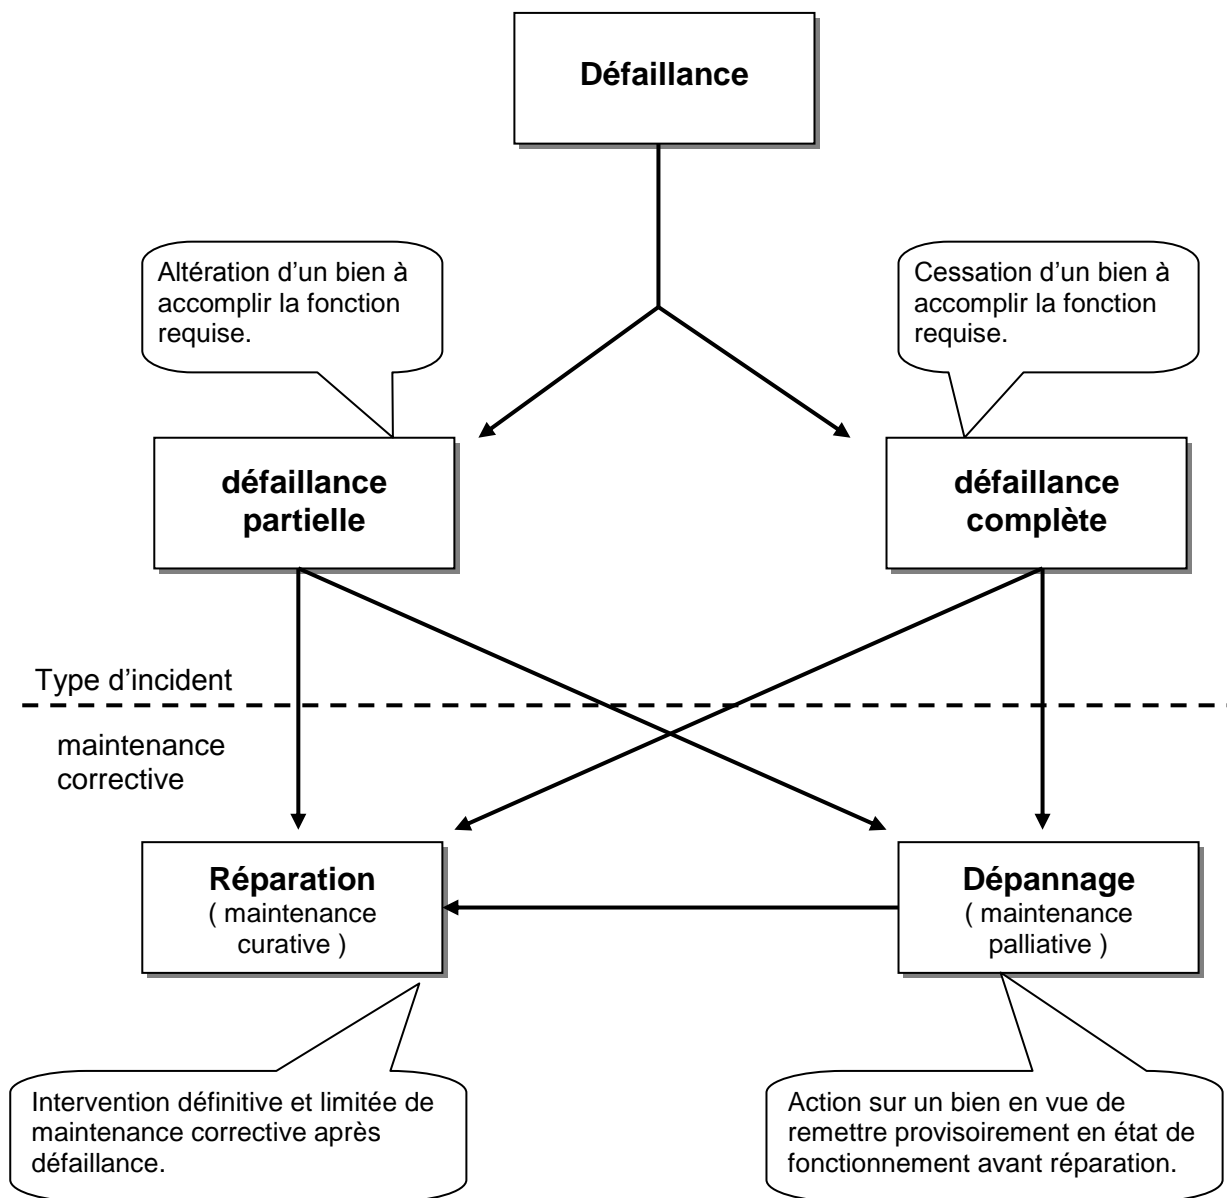 Défaillance
Altération d’un bien à
accomplir la fonction
requise.
Cessation d’un bien à
accomplir la fonction
requise.
défaillance
partielle
défaillance
complète
Type d’incident
maintenance
corrective
Réparation
( maintenance
curative )
Dépannage
( maintenance
palliative )
Intervention définitive et limitée de
maintenance corrective après
défaillance.
Action sur un bien en vue de
remettre provisoirement en état de
fonctionnement avant réparation.